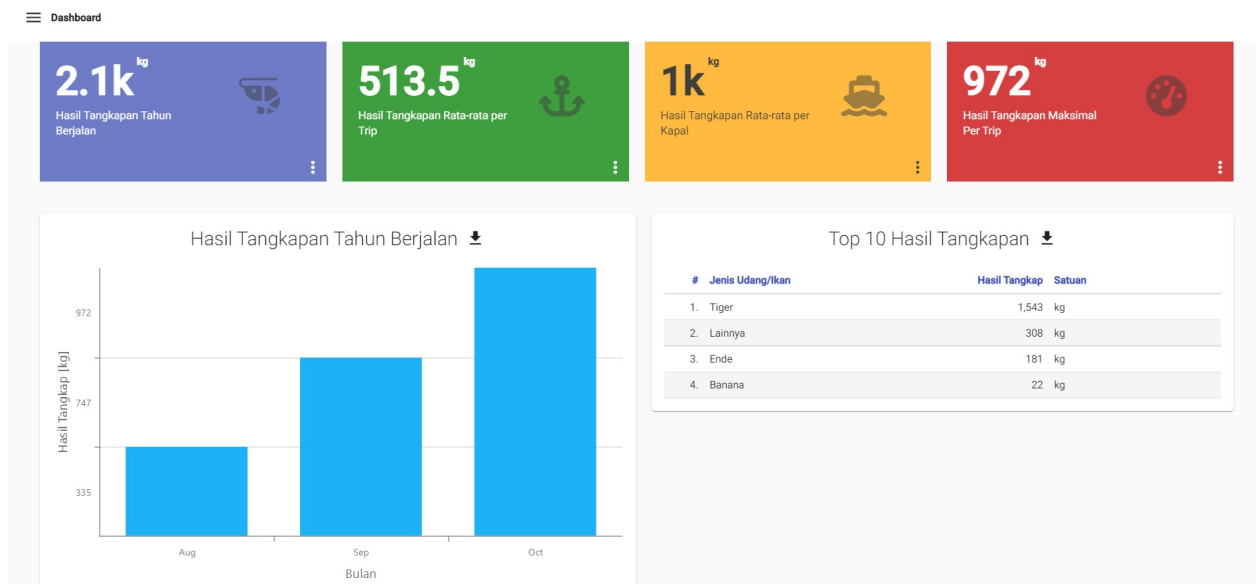 Dashboard
2.1k kg
Hasil Tangkapan Tahun
Berjalan
513.5 kg
Hasil Tangkapan Rata-rata per
Trip
1k kg
Hasil Tangkapan Rata-rata per
Kapal
972 kg
Hasil Tangkapan Maksimal
Per Trip
Hasil Tangkapan Tahun Berjalan
Hasil Tangkap [kg]
972
747
335
Aug Sep Oct
Bulan
Top 10 Hasil Tangkapan
# Jenis Udang/Ikan Hasil Tangkap Satuan
1. Tiger 1,543 kg
2. Lainnya 308 kg
3. Ende 181 kg
4. Banana 22 kg